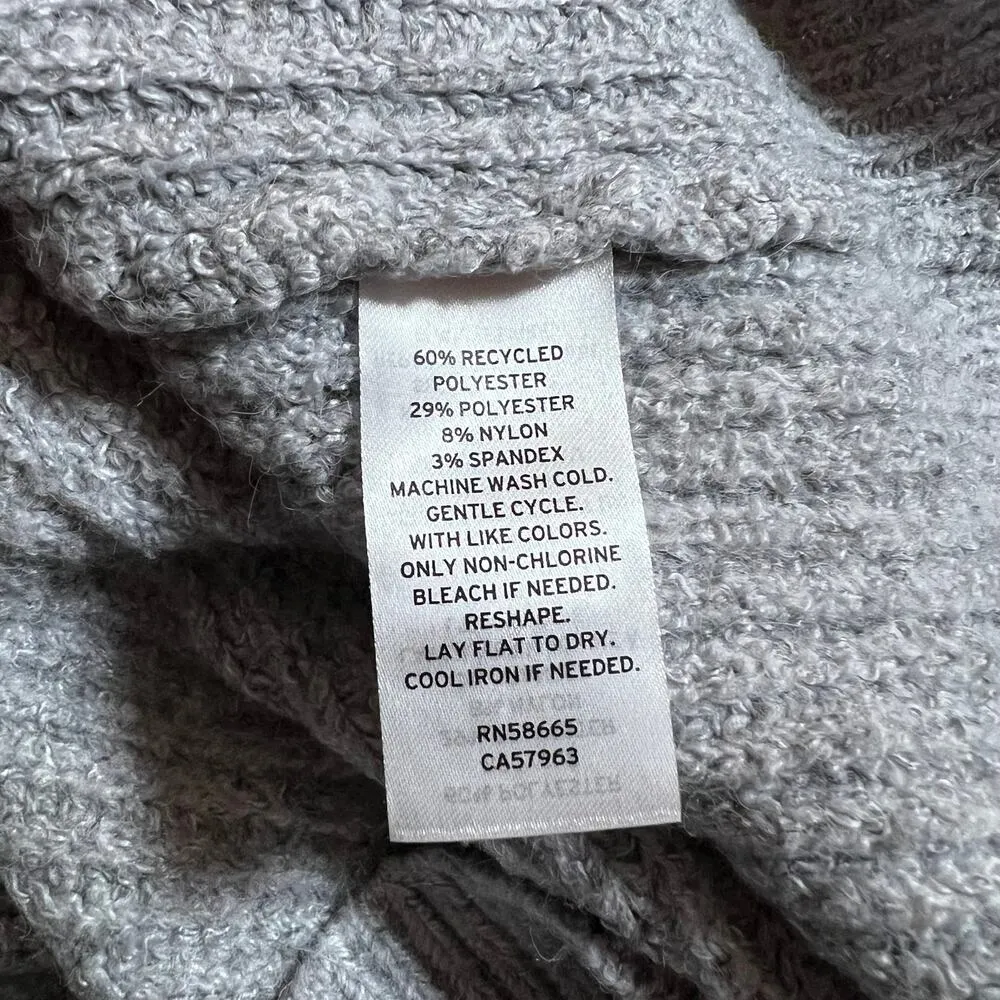 60% RECYCLED
POLYESTER
29% POLYESTER
8% NYLON
3% SPANDEX
MACHINE WASH COLD.
GENTLE CYCLE.
WITH LIKE COLORS.
ONLY NON-CHLORINE
BLEACH IF NEEDED.
RESHAPE.
LAY FLAT TO DRY.
COOL IRON IF NEEDED.
RN58665
CA57963